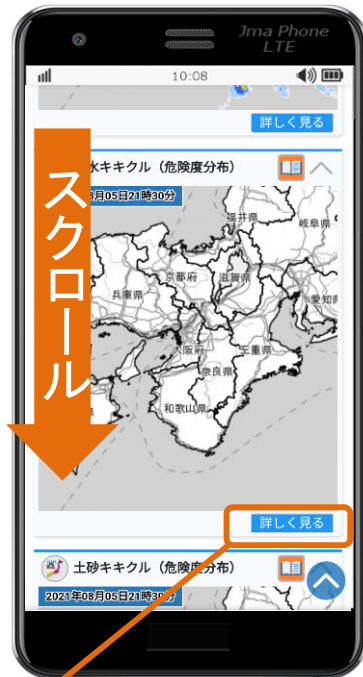 Jma Phone
LTE
10:08
詳しく見る
水キキクル（危険度分布）
月05日21時30分
スクロール
福井県
岐阜県
京都府
滋賀県
兵庫県
愛知
大阪府
三重県
奈良県
和歌山県
詳しく見る
土砂キキクル（危険度分布）
2021年08月05日21時30分